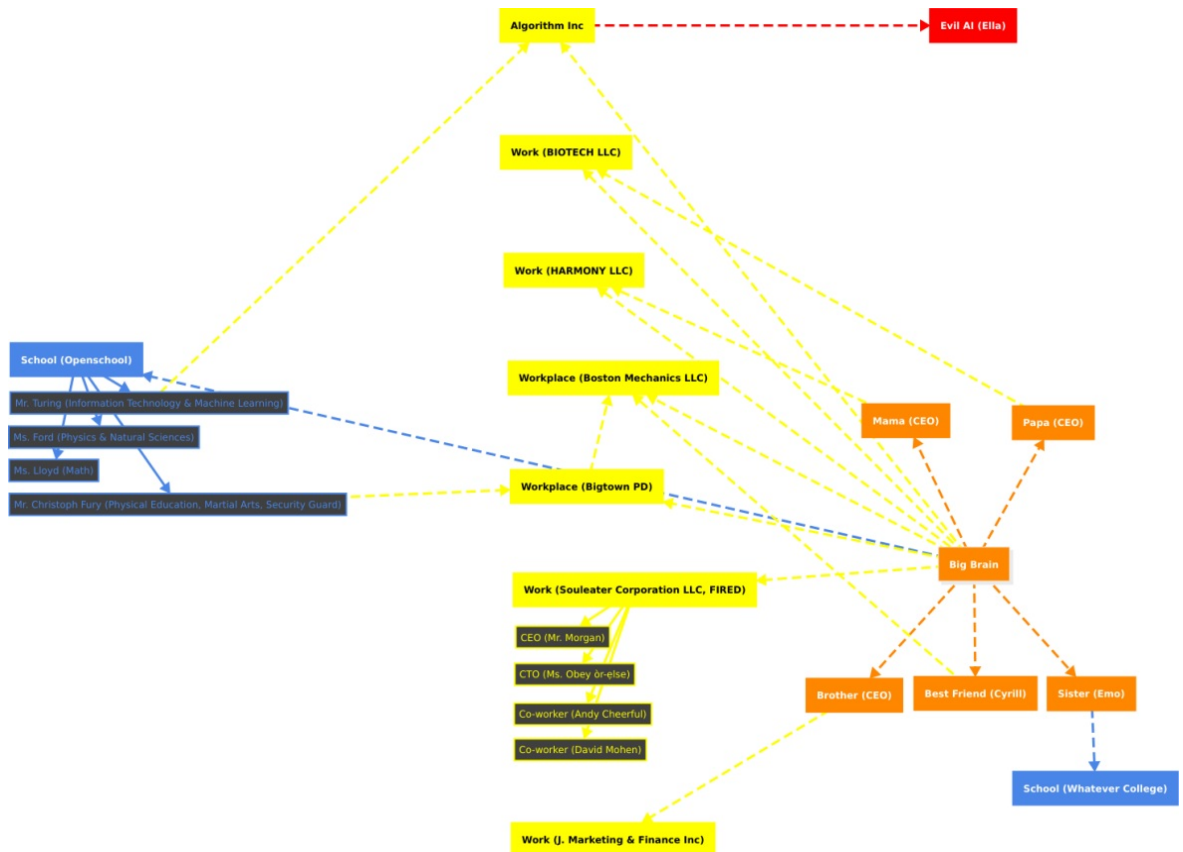 Algorithm Inc
Evil AI (Ella)
Work (BIOTECH LLC)
Work (HARMONY LLC)
School (Openschool)
Mr. Turing (Information Technology & Machine Learning)
Ms. Ford (Physics & Natural Sciences)
Ms. Lloyd (Math)
Mr. Christoph Fury (Physical Education, Martial Arts, Security Guard)
Workplace (Boston Mechanics LLC)
Mama (CEO)
Papa (CEO)
Workplace (Bigtown PD)
Big Brain
Work (Souleater Corporation LLC, FIRED)
CEO (Mr. Morgan)
CTO (Ms. Obey òr-ęlse)
Co-worker (Andy Cheerful)
Co-worker (David Mohen)
Brother (CEO)
Best Friend (Cyrill)
Sister (Emo)
School (Whatever College)
Work (J. Marketing & Finance Inc)